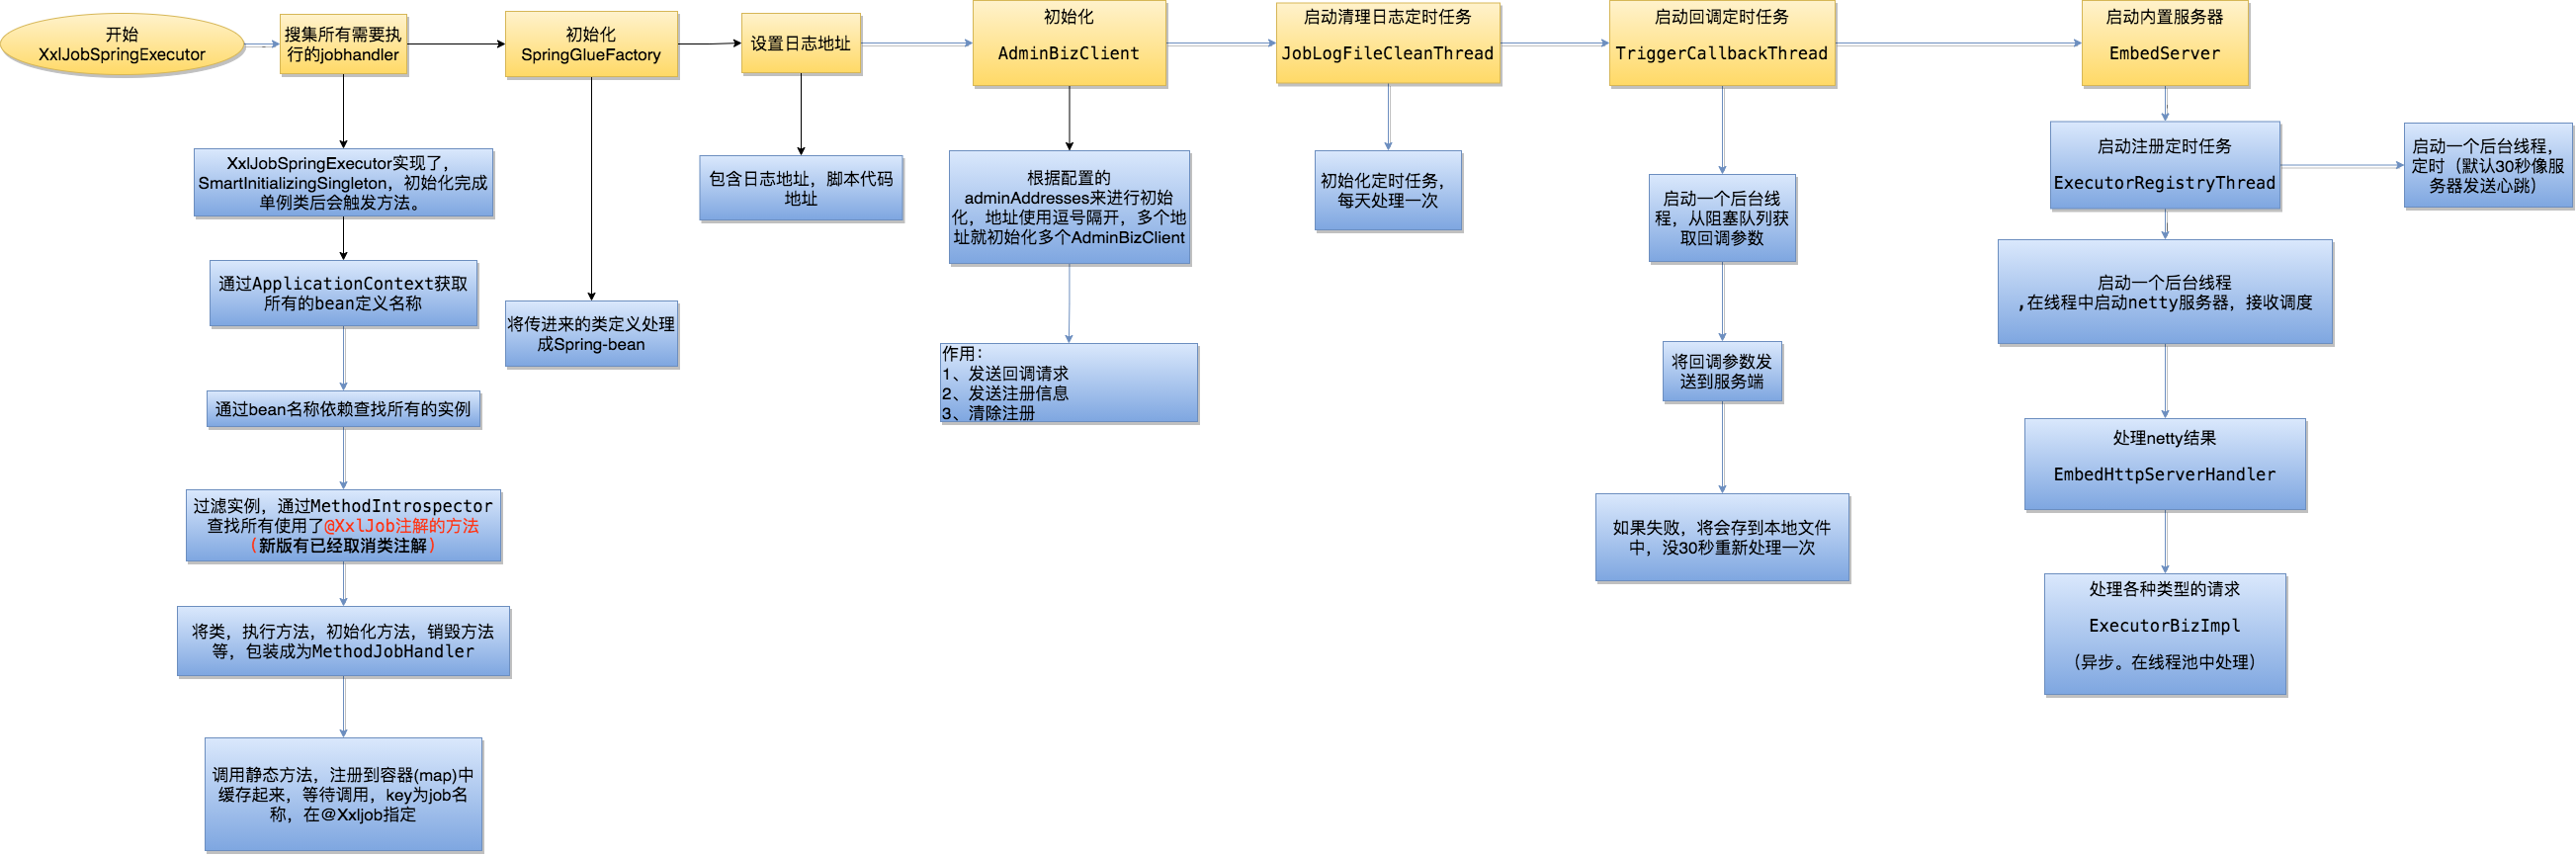 开始
XxlJobSpringExecutor
搜集所有需要执
行的jobhandler
初始化
SpringGlueFactory
设置日志地址
初始化
AdminBizClient
启动清理日志定时任务
JobLogFileCleanThread
启动回调定时任务
TriggerCallbackThread
启动内置服务器
EmbedServer
XxlJobSpringExecutor实现了，
SmartInitializingSingleton，初始化完成
单例类后会触发方法。
通过ApplicationContext获取
所有的bean定义名称
通过bean名称依赖查找所有的实例
过滤实例，通过MethodIntrospector
查找所有使用了@XxlJob注解的方法
（新版有已经取消类注解）
将类，执行方法，初始化方法，销毁方法
等，包装成为MethodJobHandler
调用静态方法，注册到容器(map)中
缓存起来，等待调用，key为job名
称，在@Xxljob指定
将传进来的类定义处理
成Spring-bean
包含日志地址，脚本代码
地址
根据配置的
adminAddresses来进行初始
化，地址使用逗号隔开，多个地
址就初始化多个AdminBizClient
作用：
1、发送回调请求
2、发送注册信息
3、清除注册
初始化定时任务，
每天处理一次
启动一个后台线
程，从阻塞队列获
取回调参数
将回调参数发
送到服务端
如果失败，将会存到本地文件
中，没30秒重新处理一次
启动注册定时任务
ExecutorRegistryThread
启动一个后台线程，
定时（默认30秒像服
务器发送心跳）
启动一个后台线程
,在线程中启动netty服务器，接收调度
处理netty结果
EmbedHttpServerHandler
处理各种类型的请求
ExecutorBizImpl
（异步。在线程池中处理）